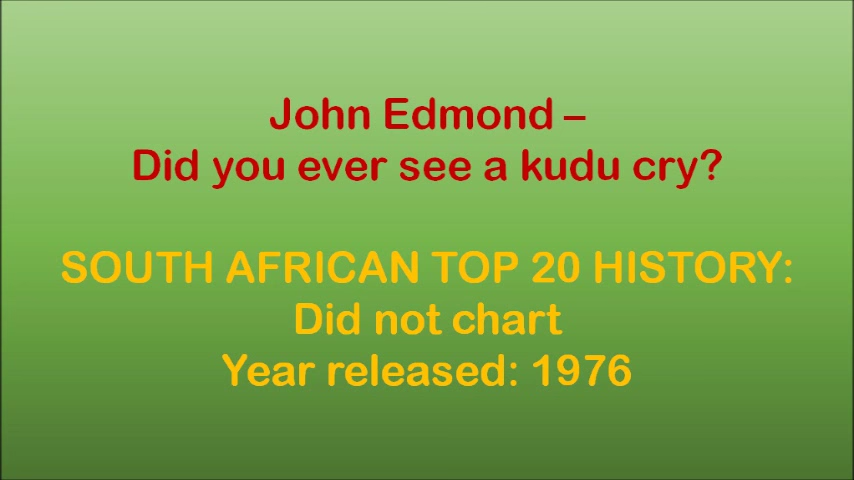 John Edmond –
Did you ever see a kudu cry?
SOUTH AFRICAN TOP 20 HISTORY:
Did not chart
Year released: 1976